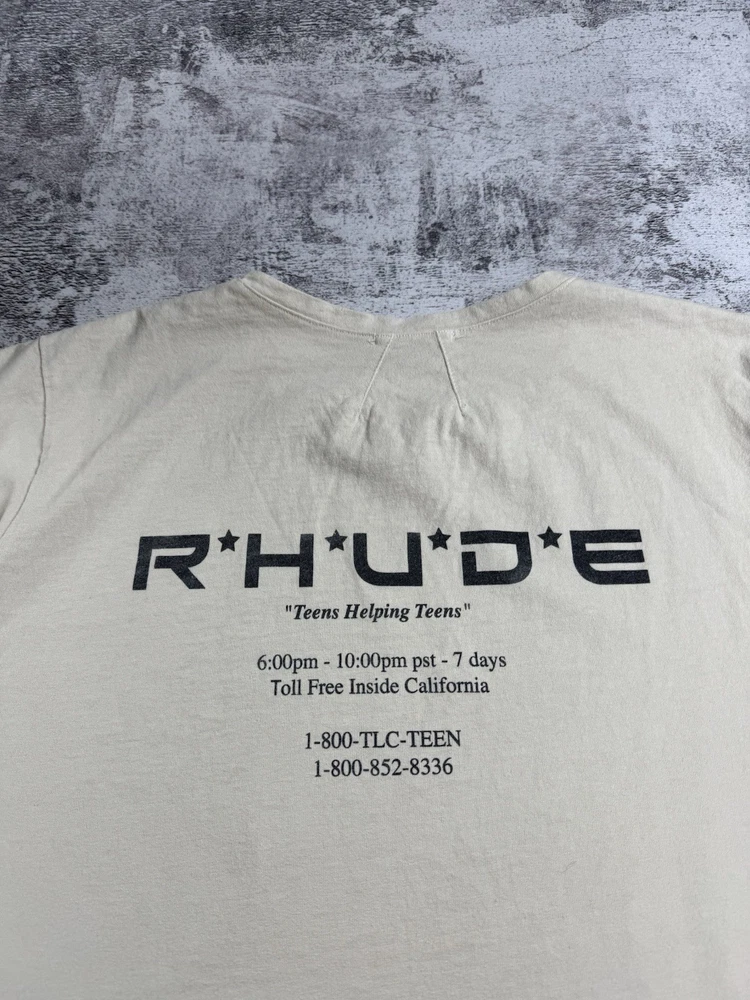 R★H★U★D★E
"Teens Helping Teens"
6:00pm - 10:00pm pst - 7 days
Toll Free Inside California
1-800-TLC-TEEN
1-800-852-8336